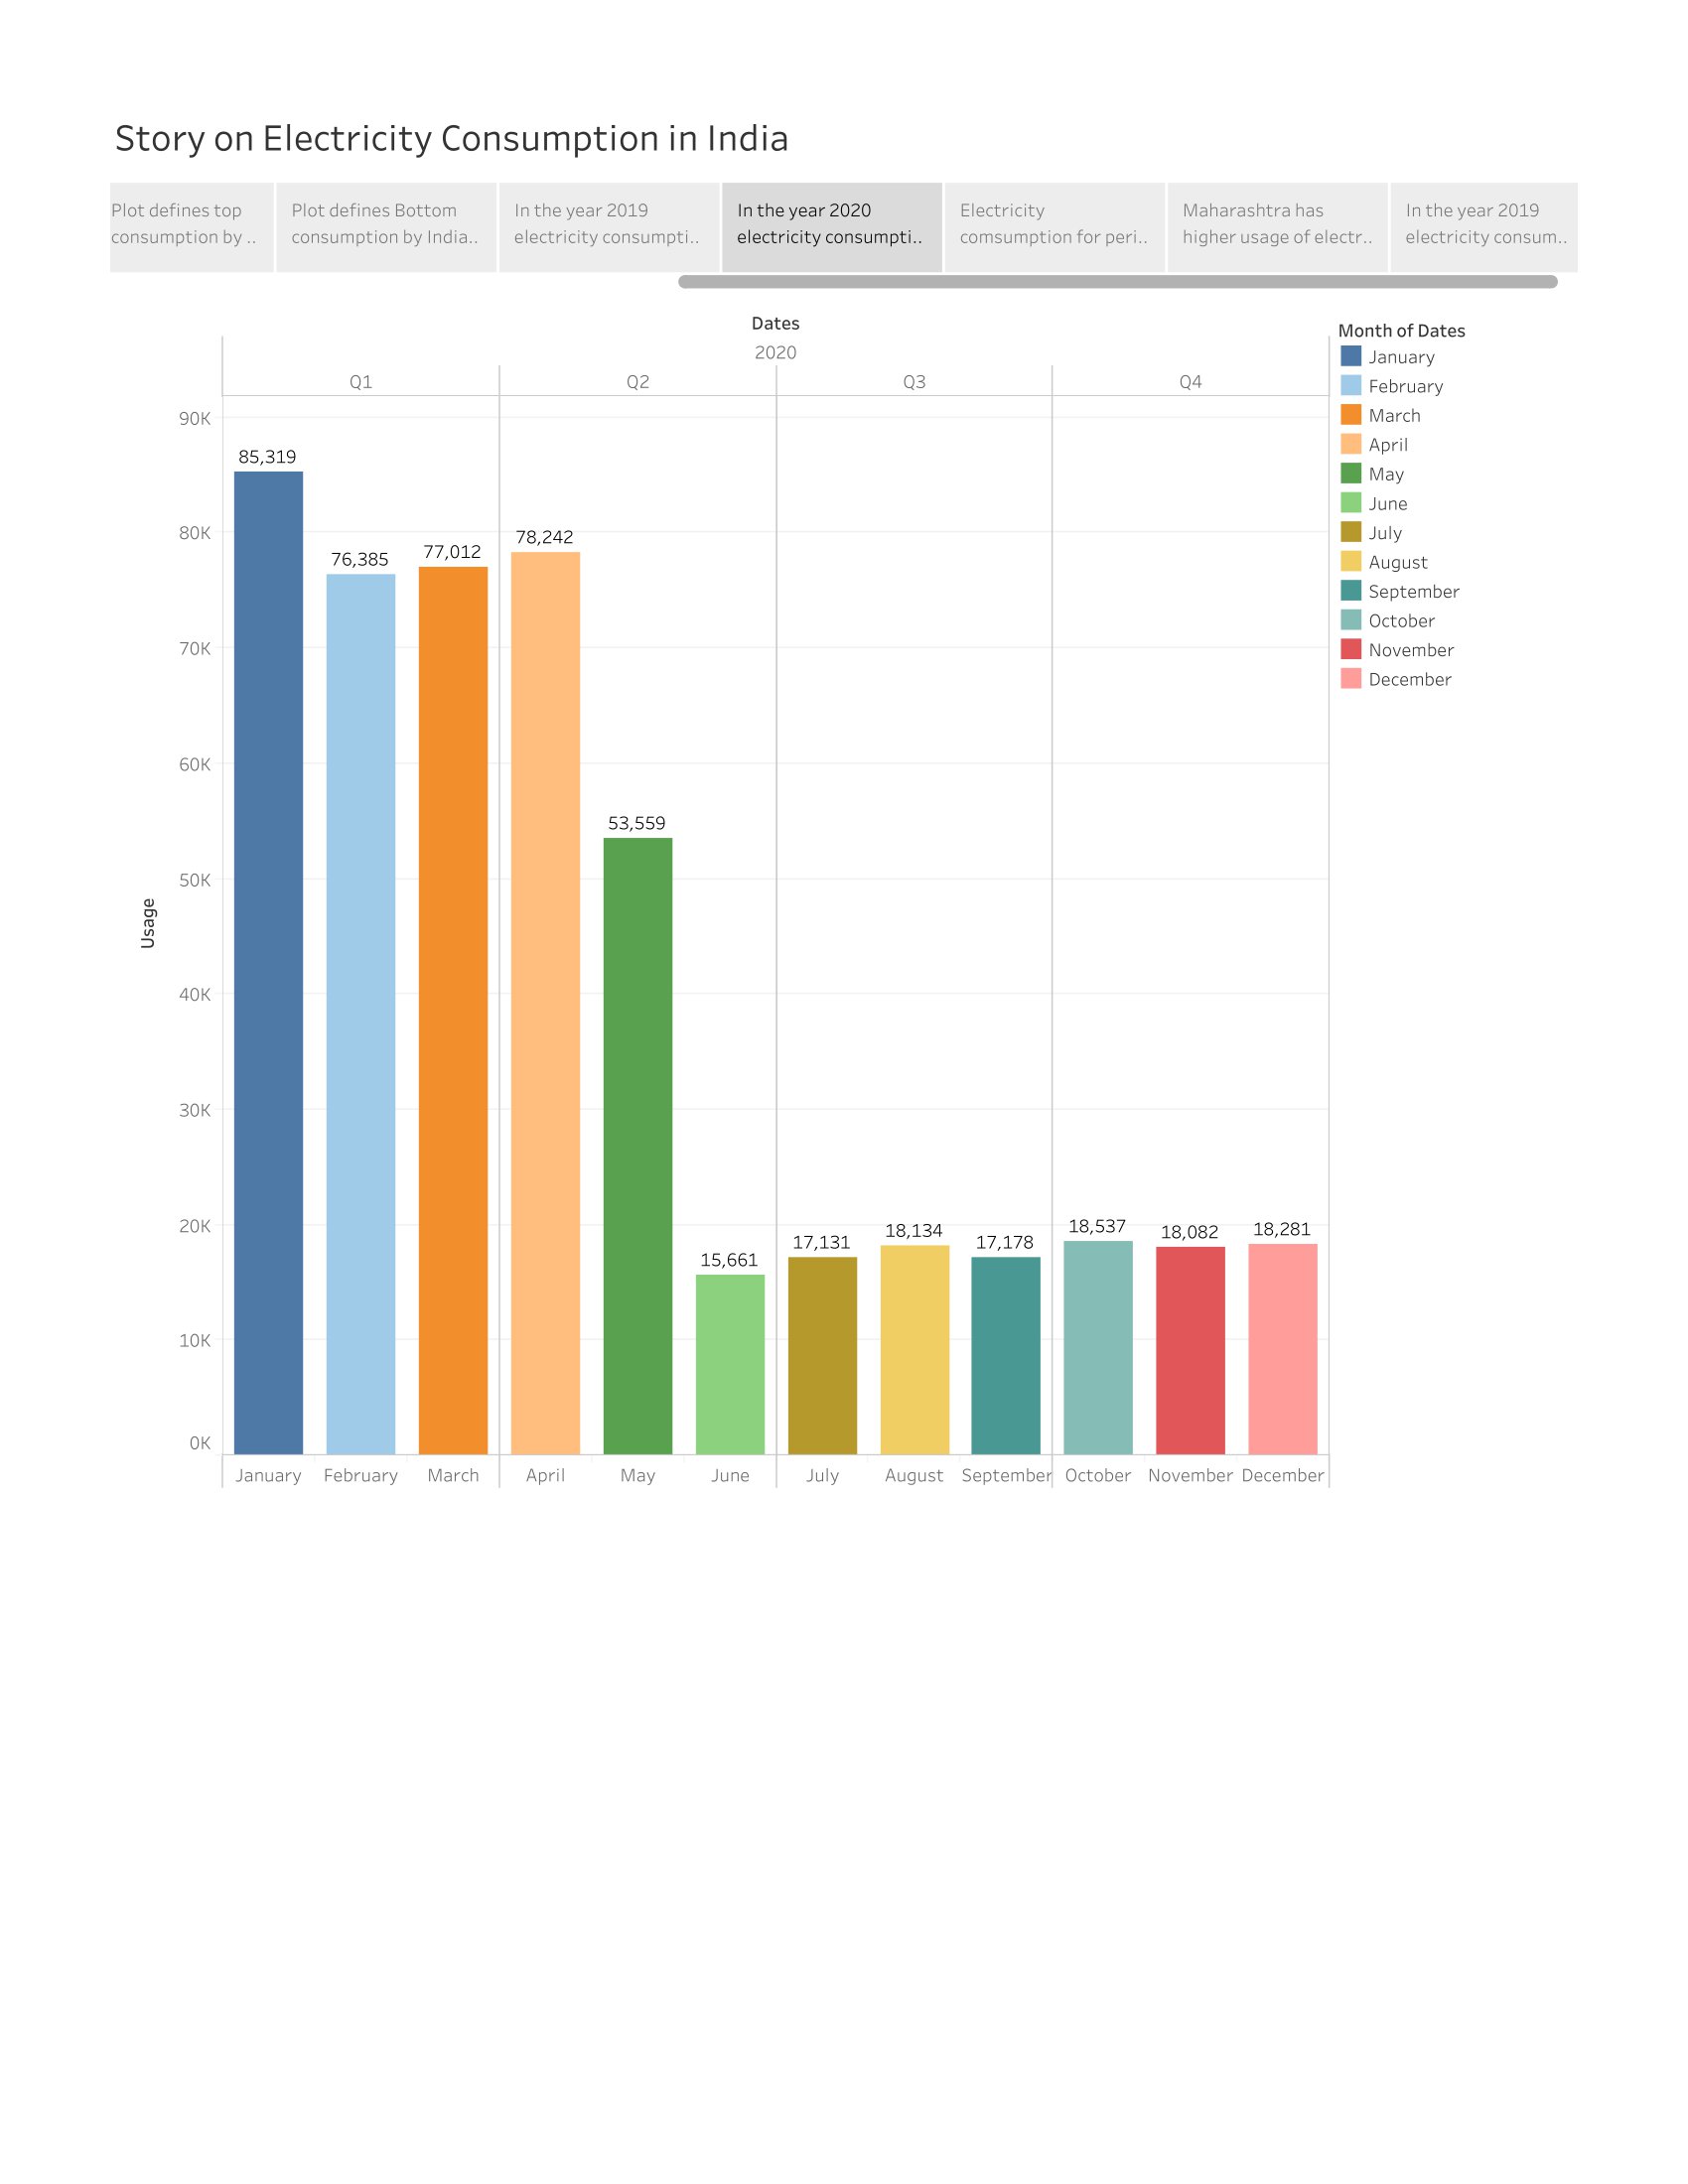 Story on Electricity Consumption in India
Plot defines top
consumption by ..
Plot defines Bottom
consumption by India..
In the year 2019
electricity consumpti..
In the year 2020
electricity consumpti..
Electricity
comsumption for peri..
Maharashtra has
higher usage of electr..
In the year 2019
electricity consum..
Dates
2020
Q1 Q2 Q3 Q4
Month of Dates
January
February
March
April
May
June
July
August
September
October
November
December
Usage
90K
80K
70K
60K
50K
40K
30K
20K
10K
0K
85,319
76,385
77,012
78,242
53,559
15,661
17,131
18,134
17,178
18,537
18,082
18,281
January February March April May June July August September October November December